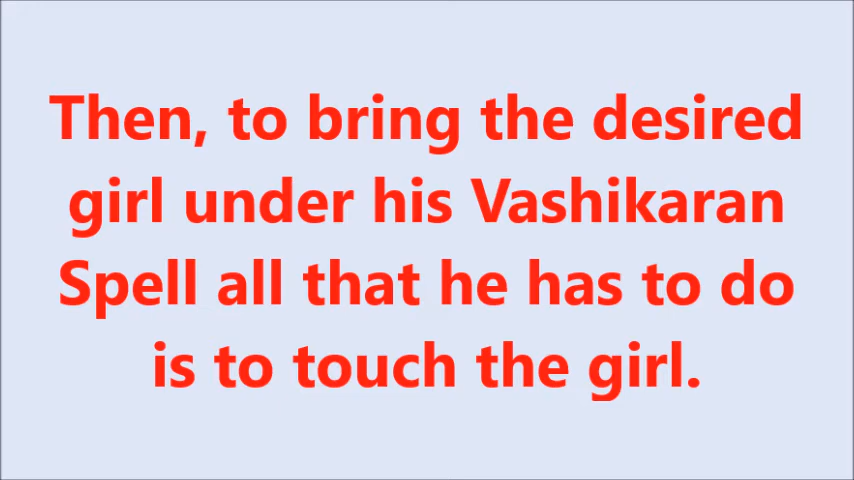 Then, to bring the desired
girl under his Vashikaran
Spell all that he has to do
is to touch the girl.